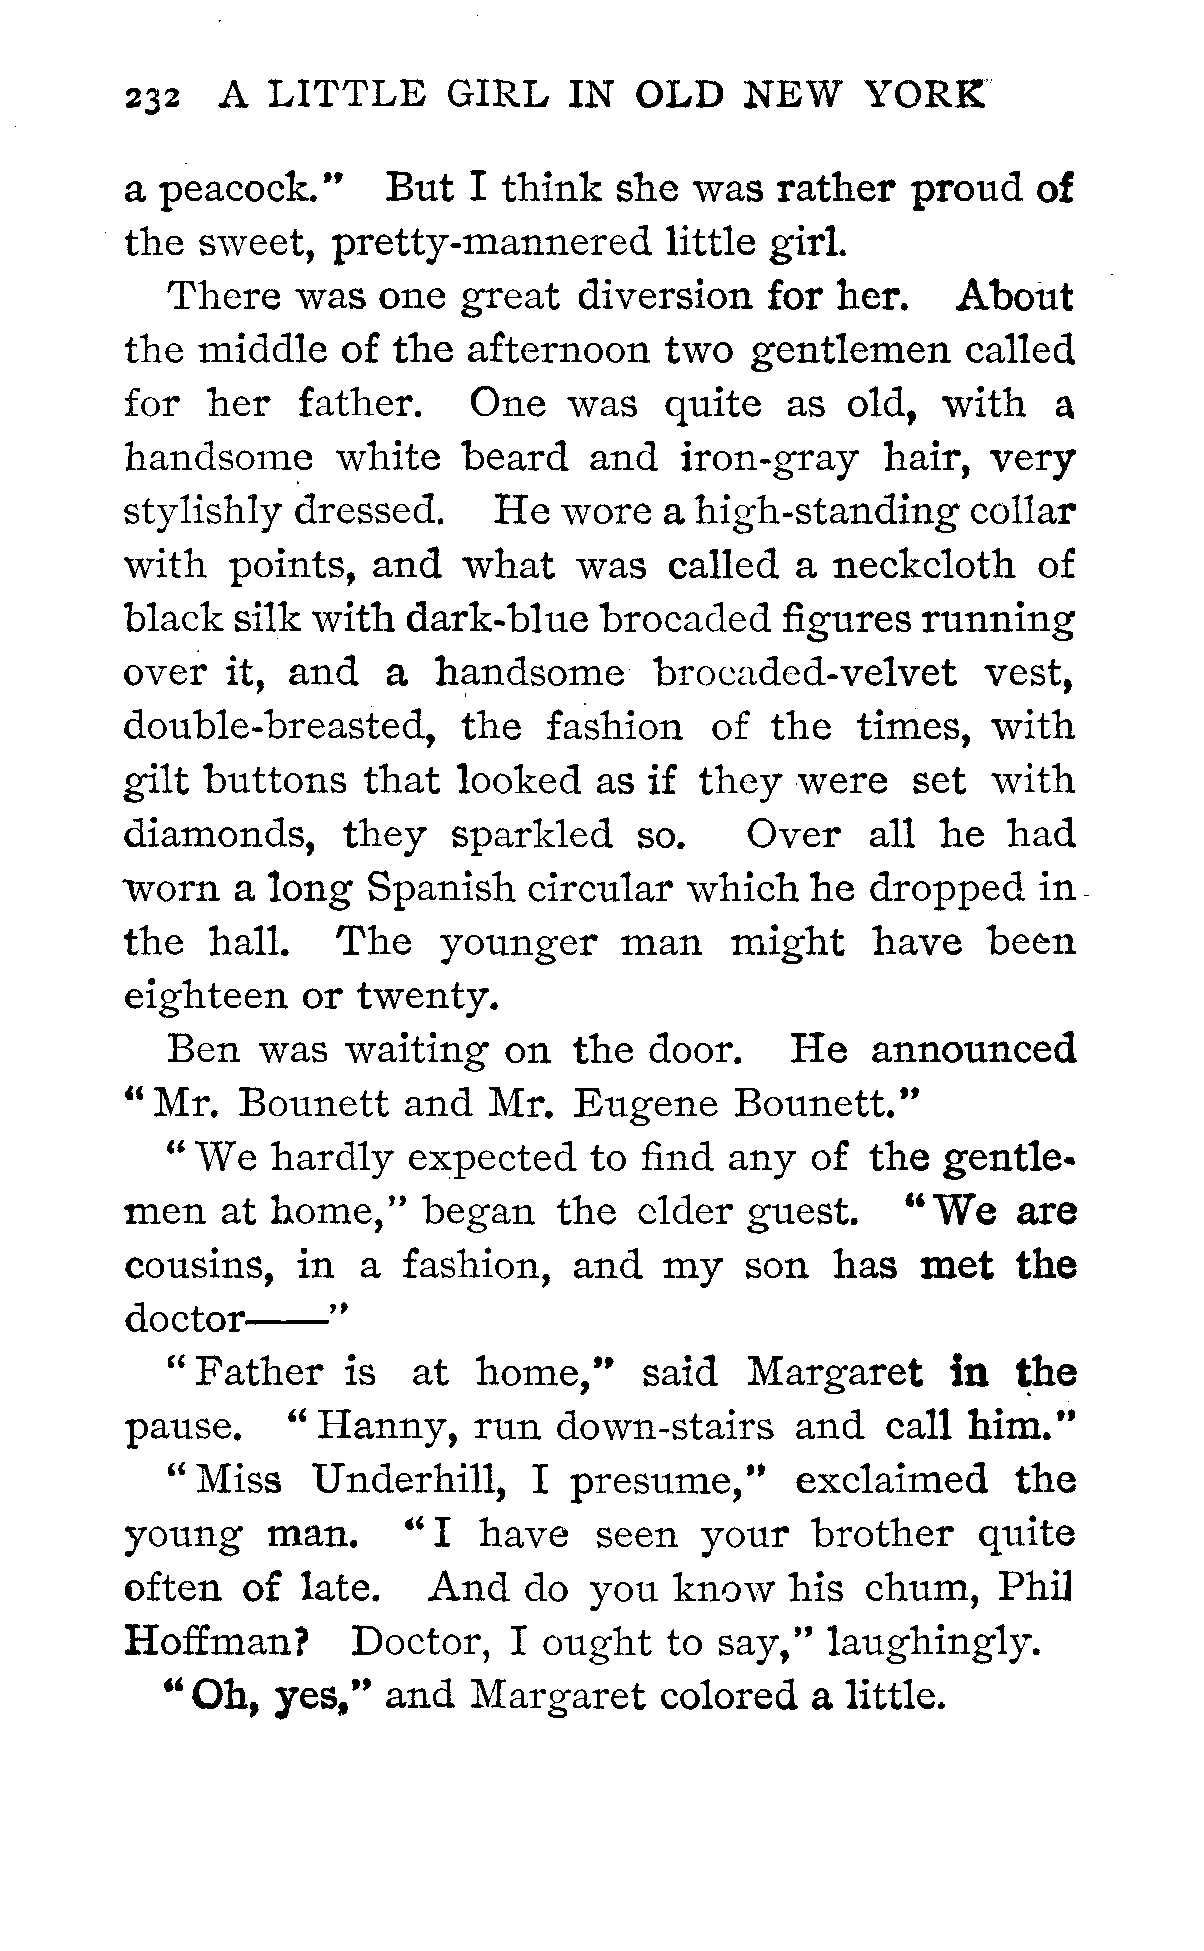 232 A LITTLE GIRL IN OLD NEW YORK
a peacock." But I think she was rather proud of
the sweet, pretty-mannered little girl.
There was one great diversion for her. About
the middle of the afternoon two gentlemen called
for her father. One was quite as old, with a
handsome white beard and iron-gray hair, very
stylishly dressed. He wore a high-standing collar
with points, and what was called a neckcloth of
black silk with dark-blue brocaded figures running
over it, and a handsome brocaded-velvet vest,
double-breasted, the fashion of the times, with
gilt buttons that looked as if they were set with
diamonds, they sparkled so. Over all he had
worn a long Spanish circular which he dropped in
the hall. The younger man might have been
eighteen or twenty.
Ben was waiting on the door. He announced
"Mr. Bounett and Mr. Eugene Bounett."
"We hardly expected to find any of the gentle-
men at home," began the elder guest. "We are
cousins, in a fashion, and my son has met the
doctor——"
"Father is at home," said Margaret in the
pause. "Hanny, run down-stairs and call him."
"Miss Underhill, I presume," exclaimed the
young man. "I have seen your brother quite
often of late. And do you know his chum, Phil
Hoffman? Doctor, I ought to say," laughingly.
"Oh, yes," and Margaret colored a little.